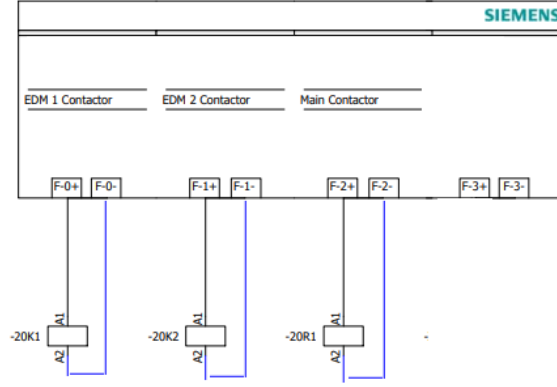 SIEMENS
EDM 1 Contactor EDM 2 Contactor Main Contactor
F-0+ F-0- F-1+ F-1- F-2+ F-2- F-3+ F-3-
A1 A1 A1
-20K1 -20K2 -20R1 -
A2 A2 A2